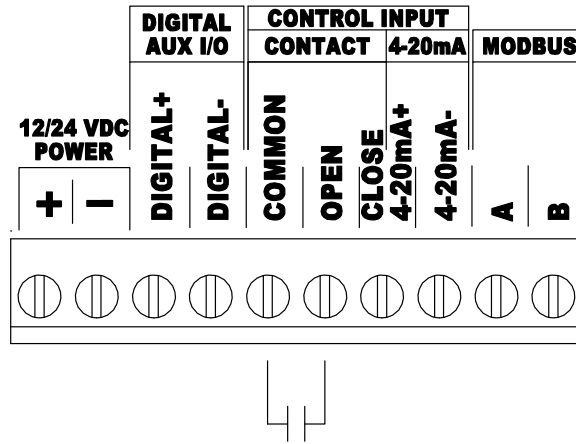 DIGITAL
AUX I/O
CONTROL INPUT
CONTACT
4-20mA
MODBUS
12/24 VDC
POWER
+
-
DIGITAL+
DIGITAL-
COMMON
OPEN
CLOSE
4-20mA+
4-20mA-
A
B